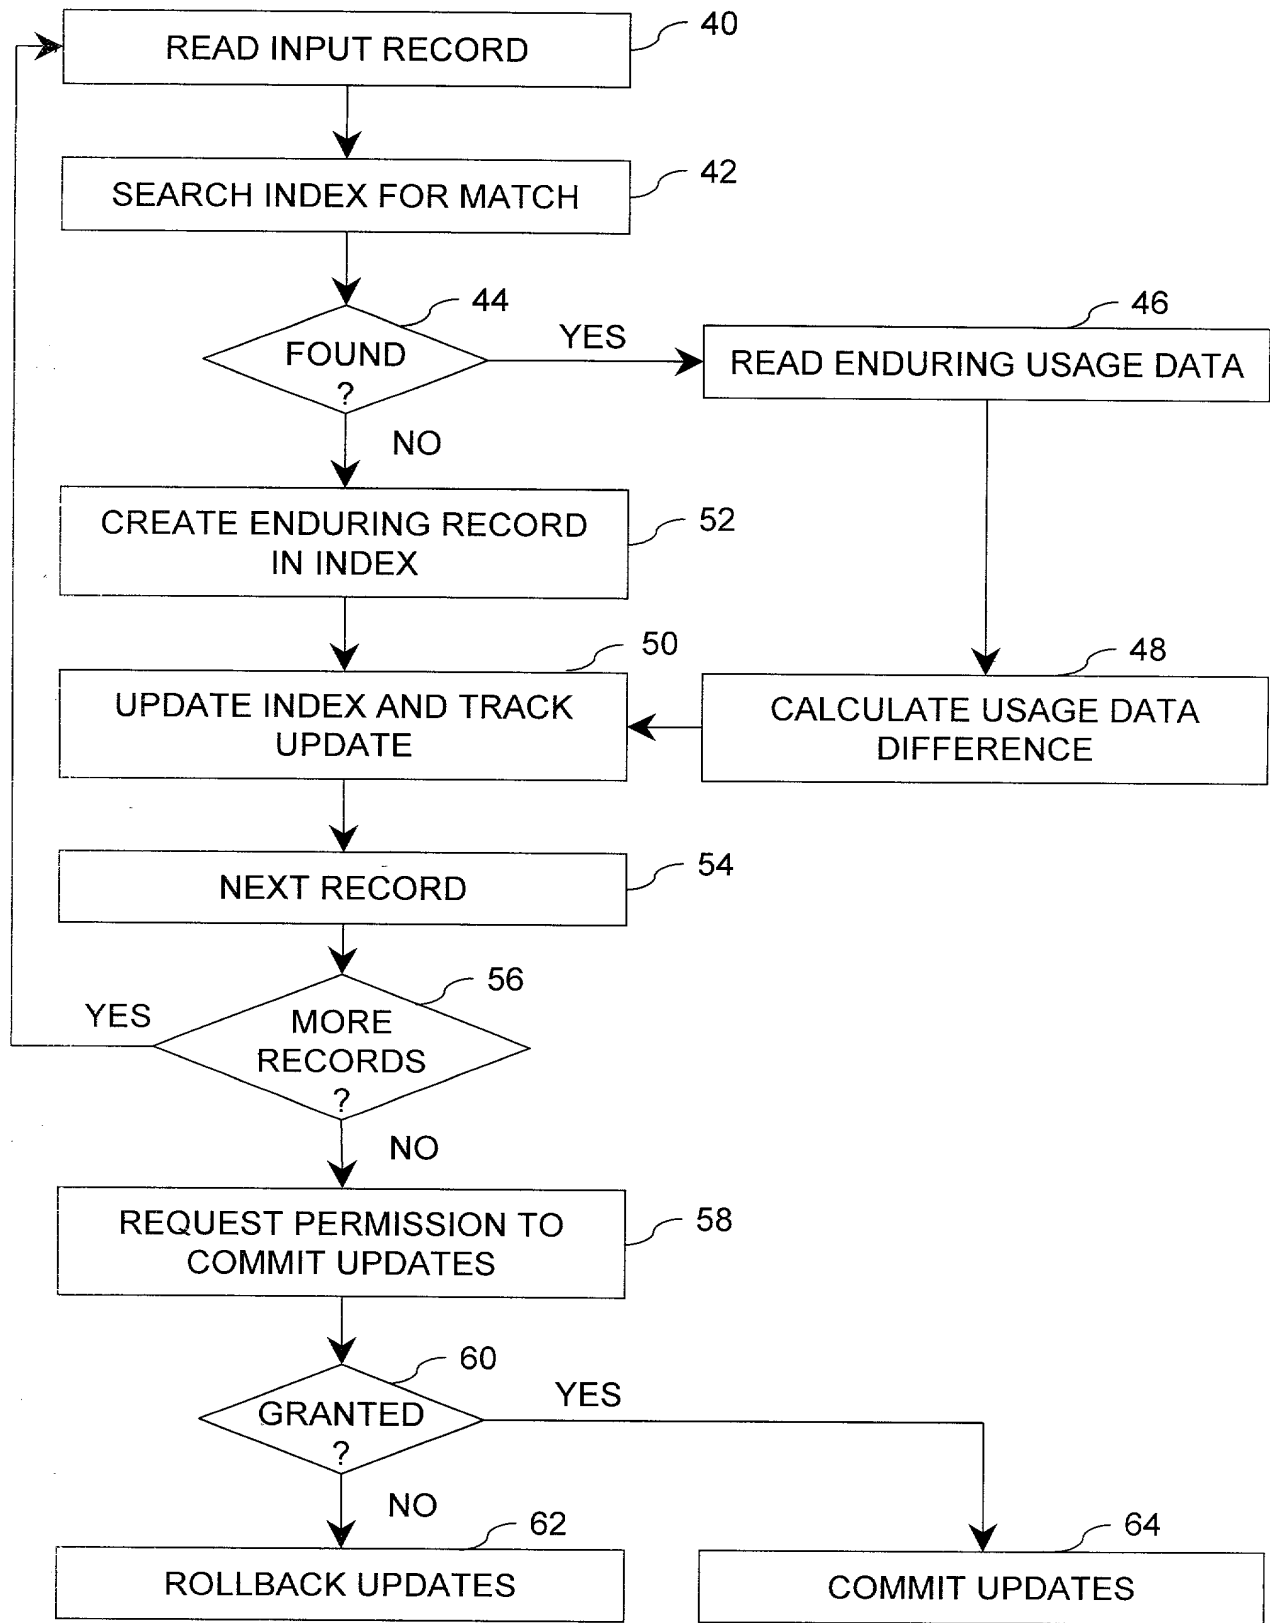 READ INPUT RECORD
40
SEARCH INDEX FOR MATCH
42
FOUND
?
44
YES
READ ENDURING USAGE DATA
46
NO
CREATE ENDURING RECORD
IN INDEX
52
UPDATE INDEX AND TRACK
UPDATE
50
CALCULATE USAGE DATA
DIFFERENCE
48
NEXT RECORD
54
YES
MORE
RECORDS
?
56
NO
REQUEST PERMISSION TO
COMMIT UPDATES
58
GRANTED
?
60
YES
NO
ROLLBACK UPDATES
62
COMMIT UPDATES
64